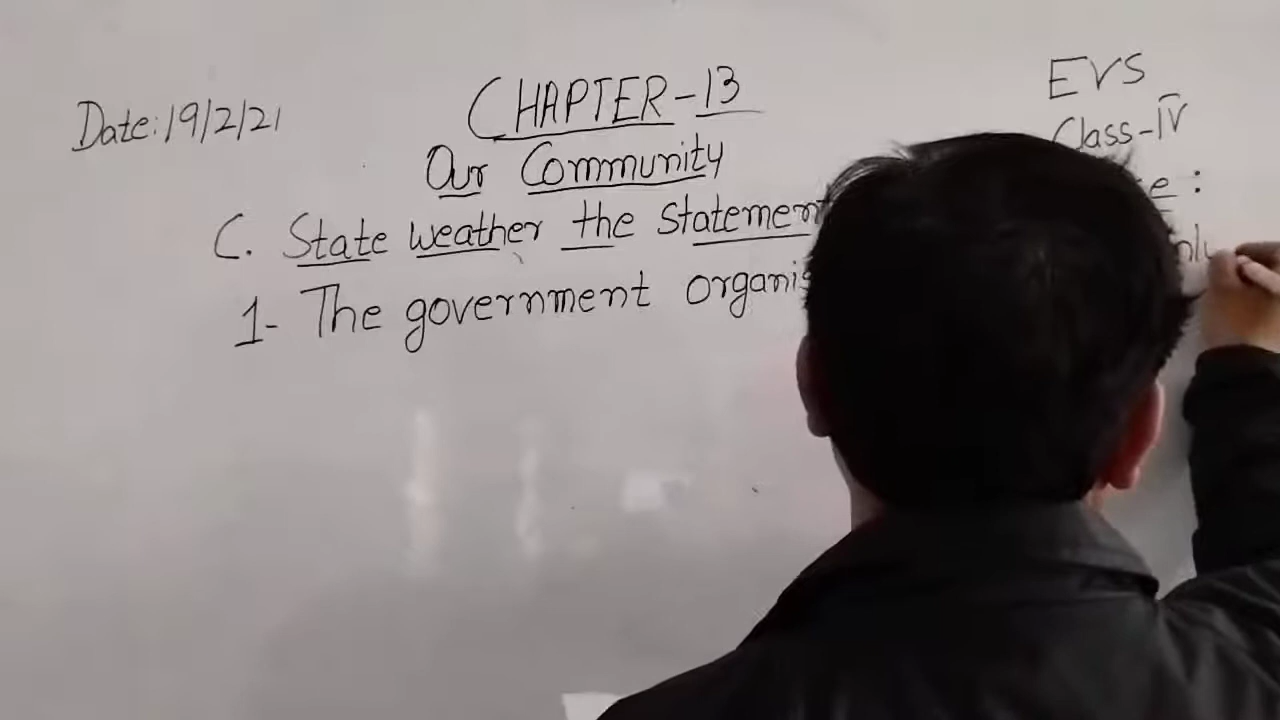 Date: 19/2/21
CHAPTER-13
EVS
Class-IV
Our Community
C. State weather the Statement
1- The government organis